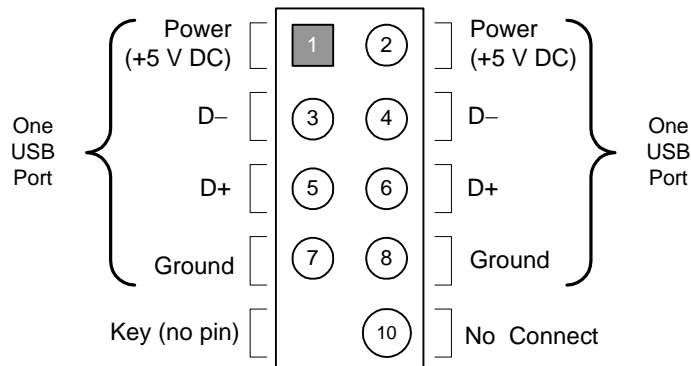 Power
(+5 V DC)
1
2
Power
(+5 V DC)
D–
3
4
D–
One
USB
Port
One
USB
Port
D+
5
6
D+
Ground
7
8
Ground
Key (no pin)
10
No Connect